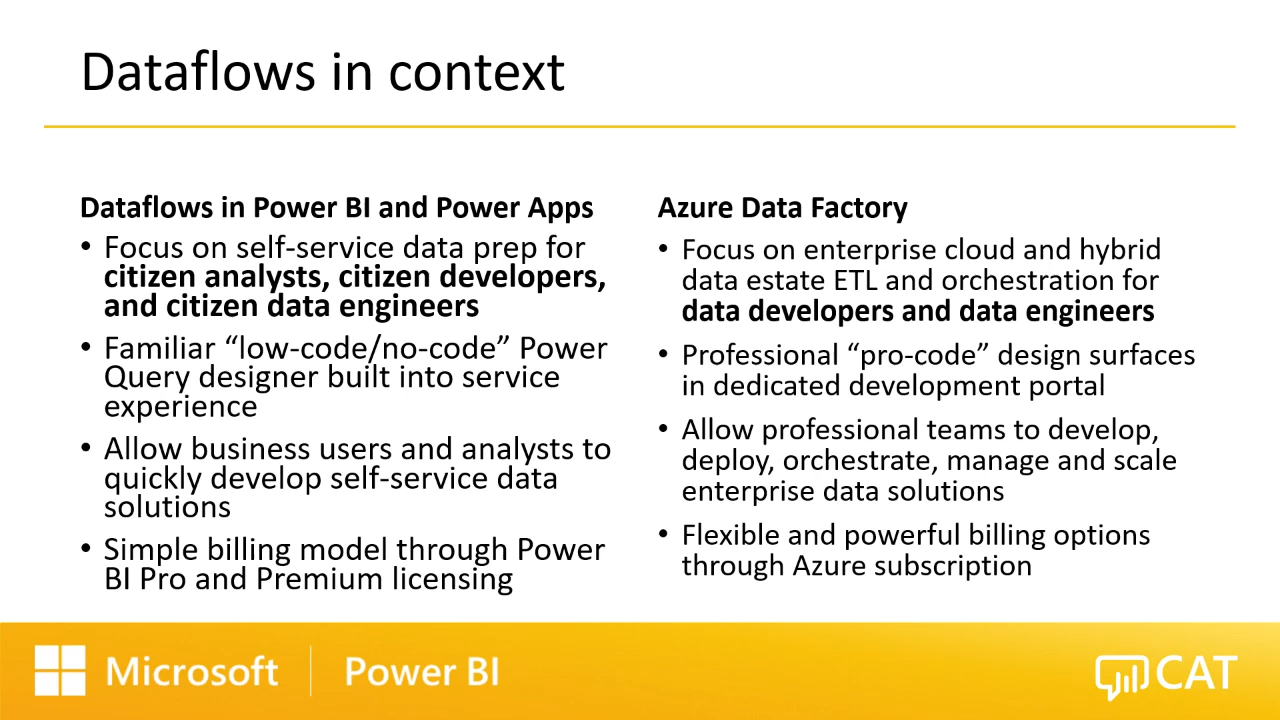 Dataflows in context
Dataflows in Power BI and Power Apps
• Focus on self-service data prep for
citizen analysts, citizen developers,
and citizen data engineers
• Familiar “low-code/no-code” Power
Query designer built into service
experience
• Allow business users and analysts to
quickly develop self-service data
solutions
• Simple billing model through Power
BI Pro and Premium licensing
Azure Data Factory
• Focus on enterprise cloud and hybrid
data estate ETL and orchestration for
data developers and data engineers
• Professional “pro-code” design surfaces
in dedicated development portal
• Allow professional teams to develop,
deploy, orchestrate, manage and scale
enterprise data solutions
• Flexible and powerful billing options
through Azure subscription
Microsoft
Power BI
CAT